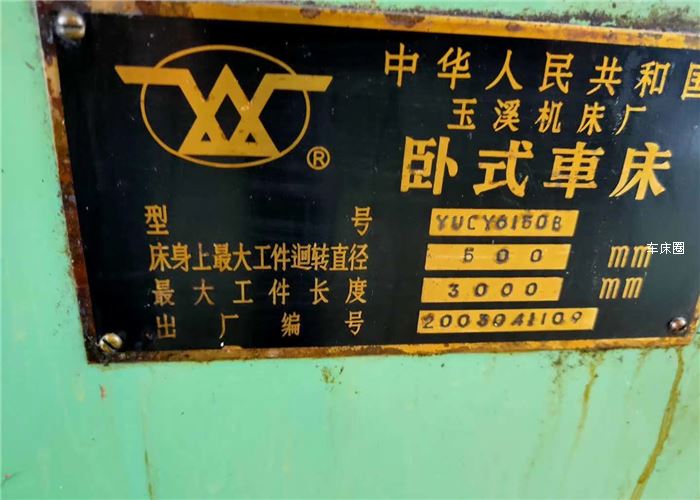 中华人民共和国
玉溪机床厂
卧式車床
®
型号 YUCY6150B
床身上最大工件迴转直径 500 mm
最大工件长度 3000 mm
出厂编号 2003041109
车床圈